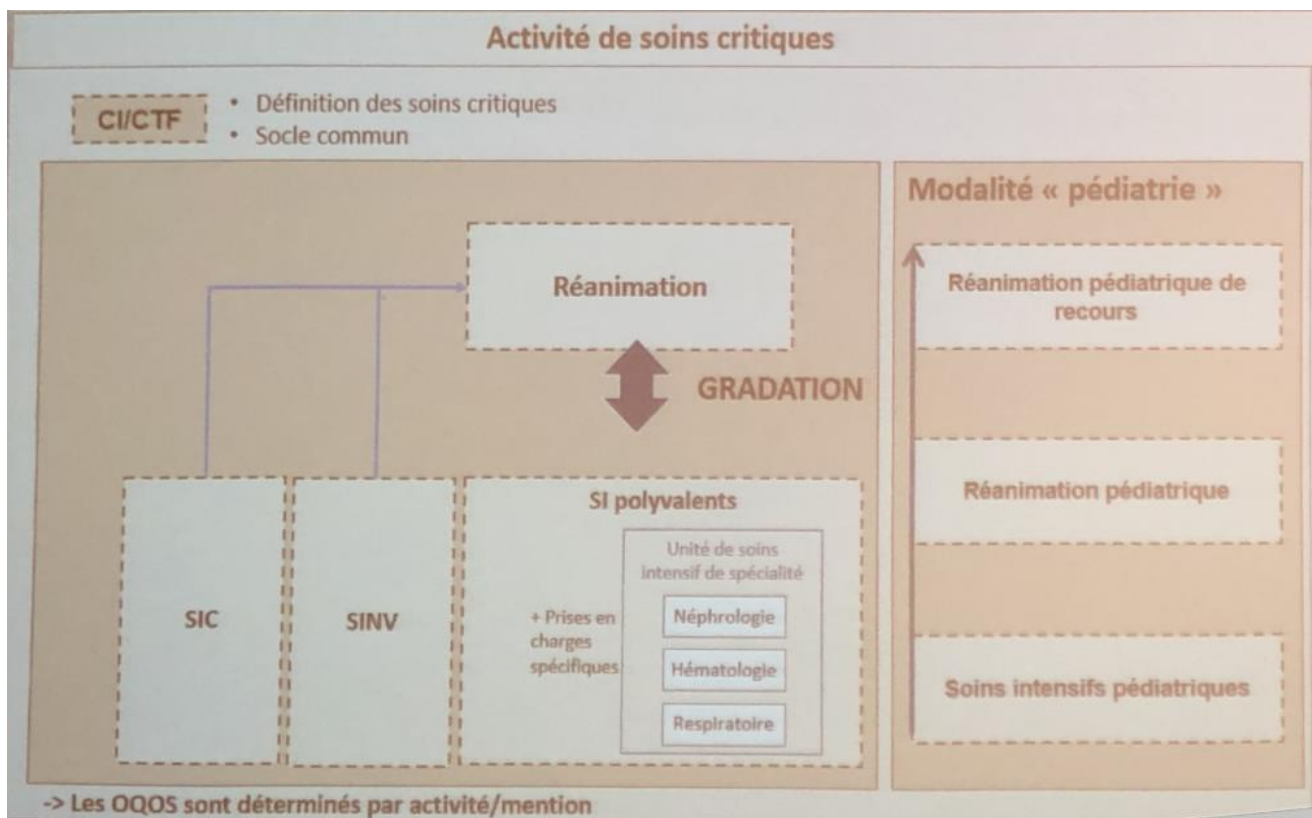 Activité de soins critiques
CI/CTF
• Définition des soins critiques
• Socle commun
Réanimation
GRADATION
SIC
SINV
SI polyvalents
+ Prises en
charges
spécifiques
Unité de soins
intensif de spécialité
Néphrologie
Hématologie
Respiratoire
Modalité « pédiatrie »
Réanimation pédiatrique de
recours
Réanimation pédiatrique
Soins intensifs pédiatriques
-> Les OQOS sont déterminés par activité/mention